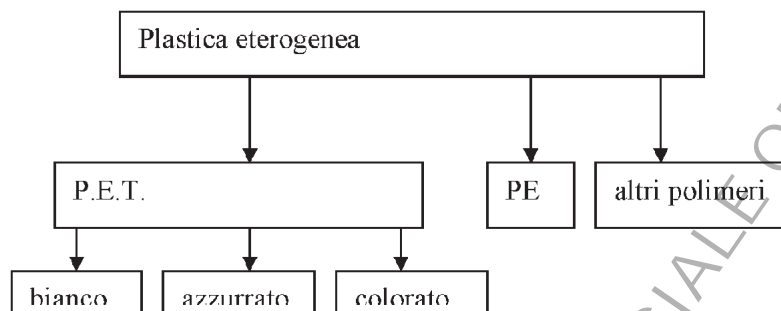 Plastica eterogenea
P.E.T.
PE
altri polimeri
bianco
azzurrato
colorato